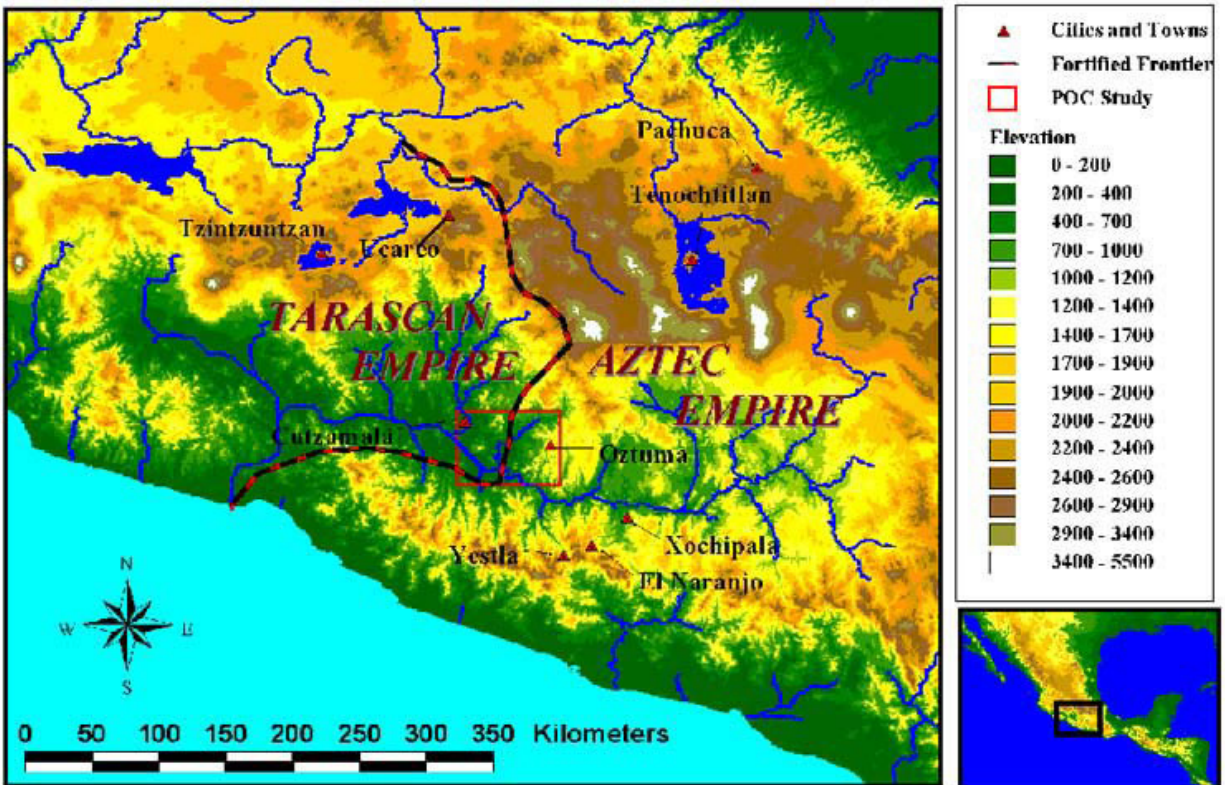 Pachuca
Tenochtitlan
Tzintzuntzan
Ucareo
TARASCAN
EMPIRE
AZTEC
EMPIRE
Cutzamala
Oztuma
Xochipala
Yestla
El Naranjo
N
W E
S
0 50 100 150 200 250 300 350 Kilometers
Cities and Towns
Fortified Frontier
POC Study
Elevation
0 - 200
200 - 400
400 - 700
700 - 1000
1000 - 1200
1200 - 1400
1400 - 1700
1700 - 1900
1900 - 2000
2000 - 2200
2200 - 2400
2400 - 2600
2600 - 2900
2900 - 3400
3400 - 5500